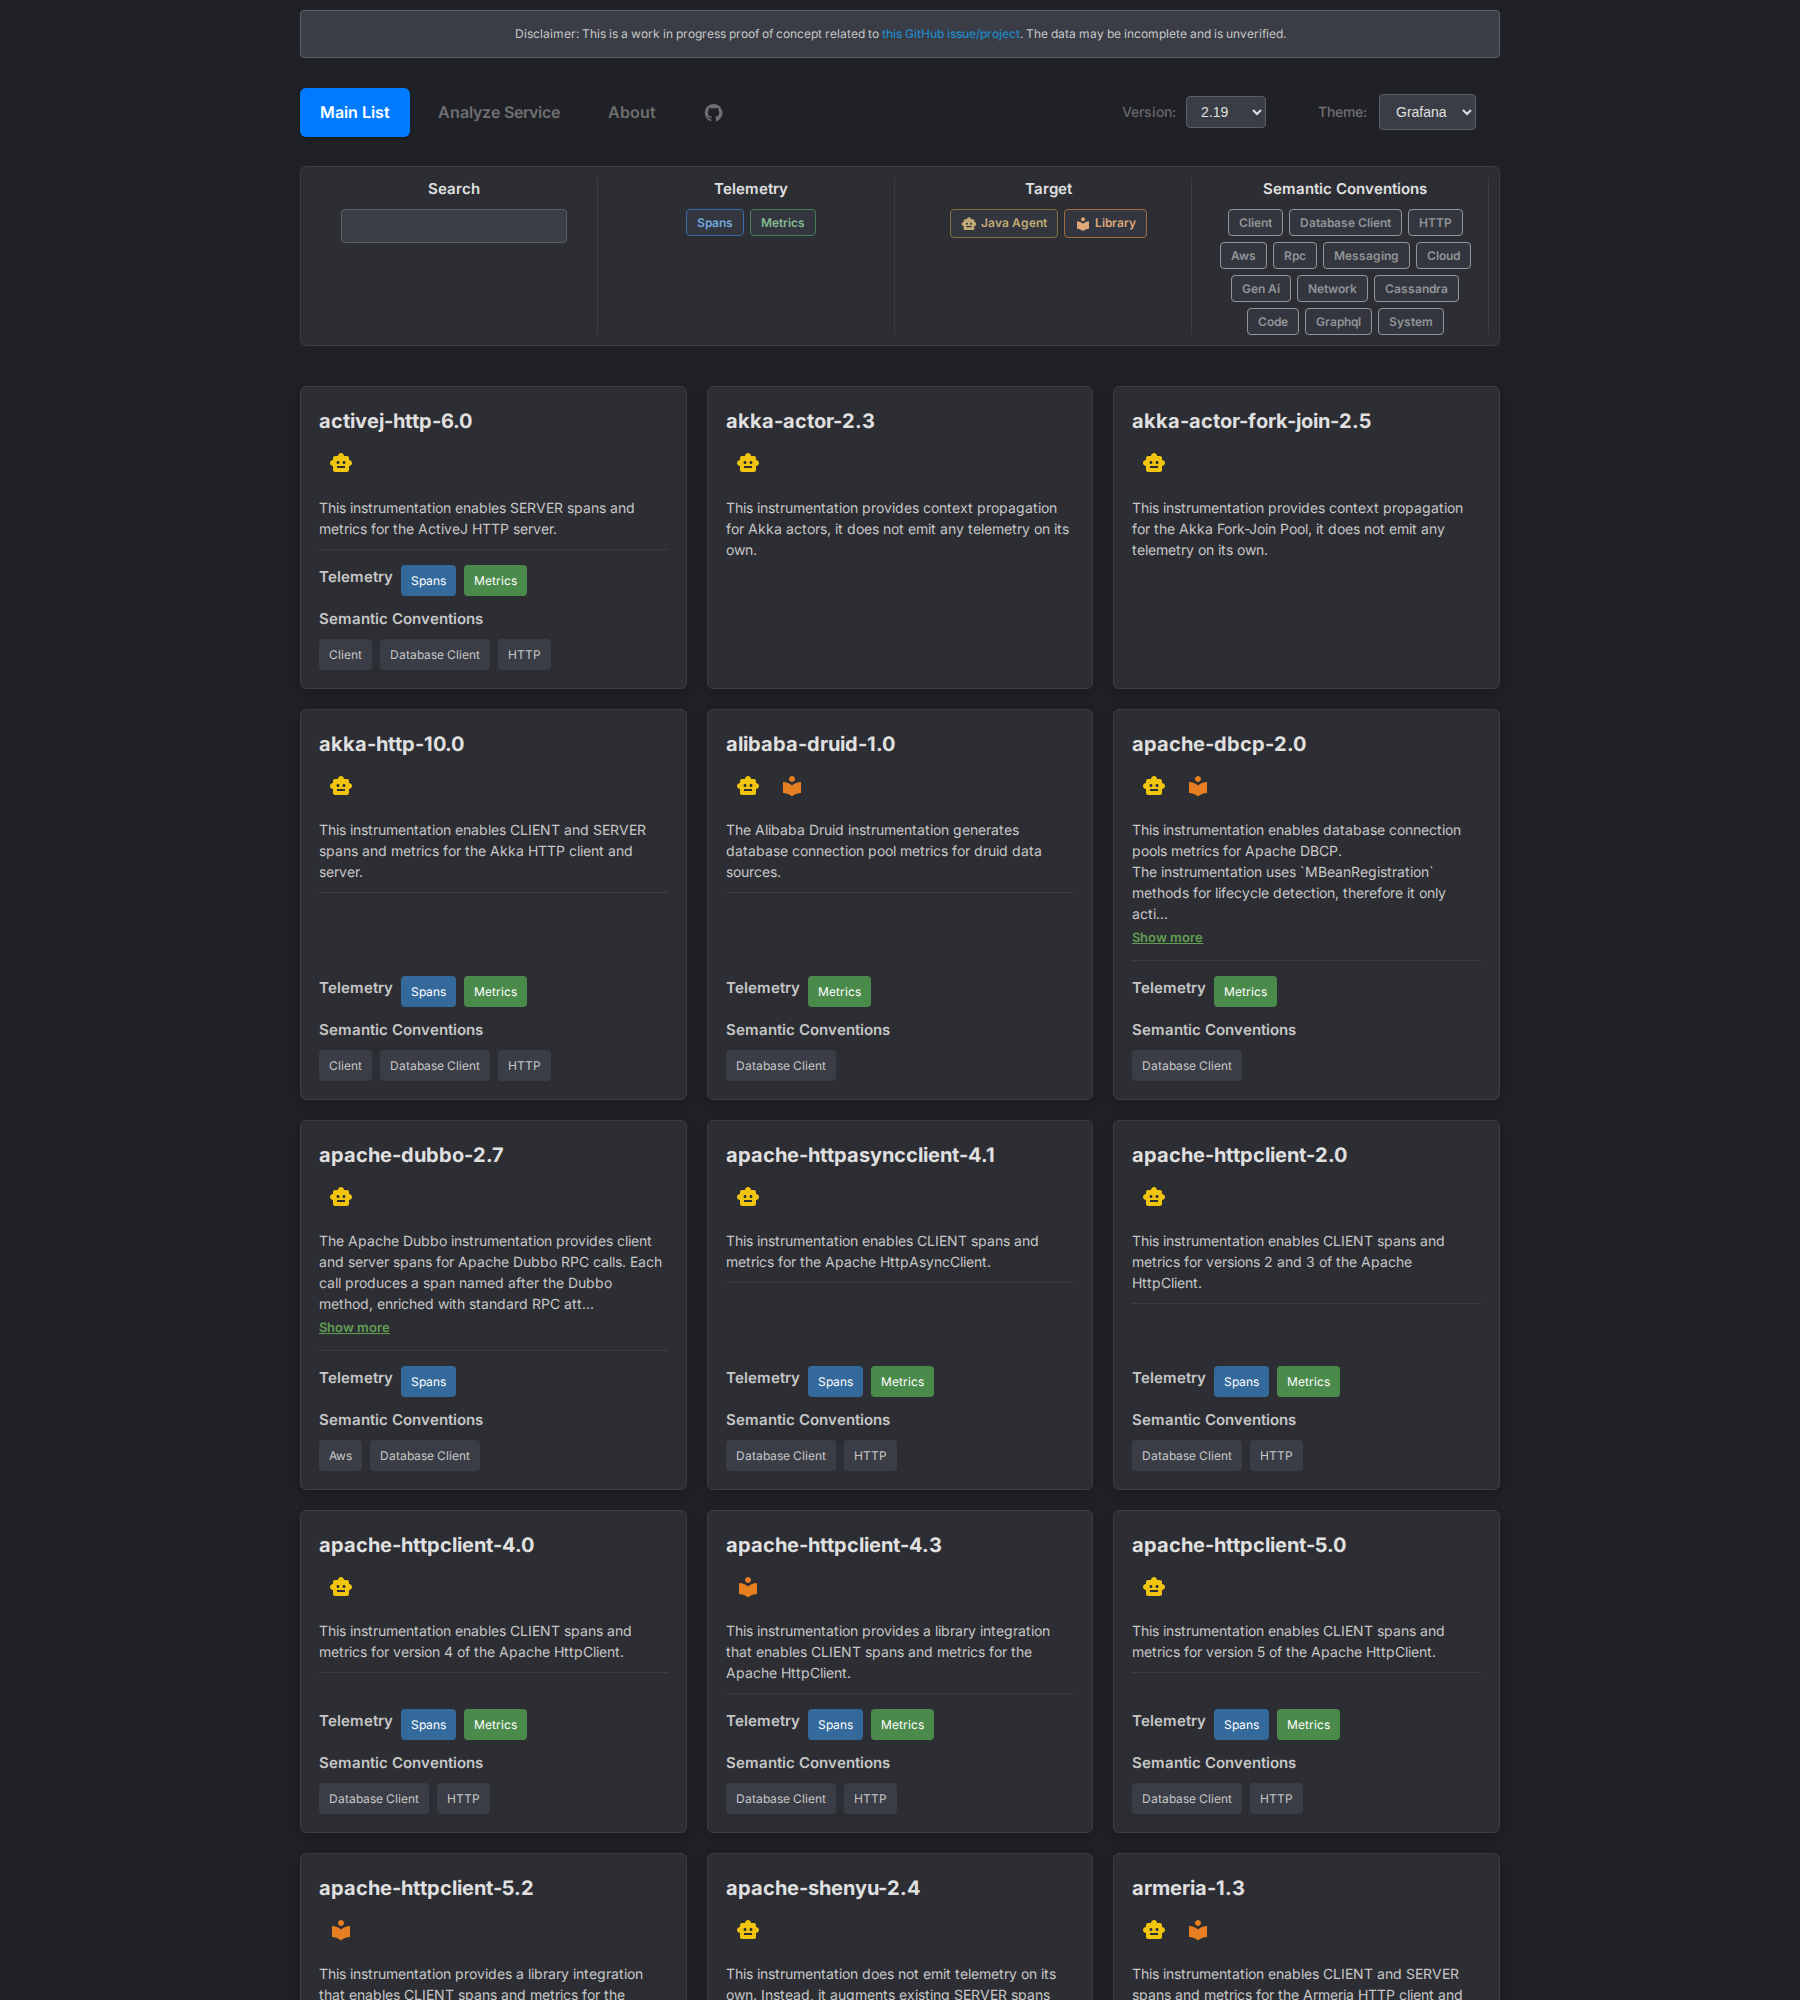 Disclaimer: This is a work in progress proof of concept related to this GitHub issue/project. The data may be incomplete and is unverified.
Main List
Analyze Service
About
Version:
2.19
Theme:
Grafana
Search
Telemetry
Spans
Metrics
Target
Java Agent
Library
Semantic Conventions
Client
Database Client
HTTP
Aws
Rpc
Messaging
Cloud
Gen Ai
Network
Cassandra
Code
Graphql
System
activej-http-6.0
This instrumentation enables SERVER spans and
metrics for the ActiveJ HTTP server.
Telemetry
Spans
Metrics
Semantic Conventions
Client
Database Client
HTTP
akka-actor-2.3
This instrumentation provides context propagation
for Akka actors, it does not emit any telemetry on its
own.
akka-actor-fork-join-2.5
This instrumentation provides context propagation
for the Akka Fork-Join Pool, it does not emit any
telemetry on its own.
akka-http-10.0
This instrumentation enables CLIENT and SERVER
spans and metrics for the Akka HTTP client and
server.
Telemetry
Spans
Metrics
Semantic Conventions
Client
Database Client
HTTP
alibaba-druid-1.0
The Alibaba Druid instrumentation generates
database connection pool metrics for druid data
sources.
Telemetry
Metrics
Semantic Conventions
Database Client
apache-dbcp-2.0
This instrumentation enables database connection
pools metrics for Apache DBCP.
The instrumentation uses `MBeanRegistration`
methods for lifecycle detection, therefore it only
acti...
Show more
Telemetry
Metrics
Semantic Conventions
Database Client
apache-dubbo-2.7
The Apache Dubbo instrumentation provides client
and server spans for Apache Dubbo RPC calls. Each
call produces a span named after the Dubbo
method, enriched with standard RPC att...
Show more
Telemetry
Spans
Semantic Conventions
Aws
Database Client
apache-httpasyncclient-4.1
This instrumentation enables CLIENT spans and
metrics for the Apache HttpAsyncClient.
Telemetry
Spans
Metrics
Semantic Conventions
Database Client
HTTP
apache-httpclient-2.0
This instrumentation enables CLIENT spans and
metrics for versions 2 and 3 of the Apache
HttpClient.
Telemetry
Spans
Metrics
Semantic Conventions
Database Client
HTTP
apache-httpclient-4.0
This instrumentation enables CLIENT spans and
metrics for version 4 of the Apache HttpClient.
Telemetry
Spans
Metrics
Semantic Conventions
Database Client
HTTP
apache-httpclient-4.3
This instrumentation provides a library integration
that enables CLIENT spans and metrics for the
Apache HttpClient.
Telemetry
Spans
Metrics
Semantic Conventions
Database Client
HTTP
apache-httpclient-5.0
This instrumentation enables CLIENT spans and
metrics for version 5 of the Apache HttpClient.
Telemetry
Spans
Metrics
Semantic Conventions
Database Client
HTTP
apache-httpclient-5.2
This instrumentation provides a library integration
that enables CLIENT spans and metrics for the
apache-shenyu-2.4
This instrumentation does not emit telemetry on its
own. Instead, it augments existing SERVER spans
armeria-1.3
This instrumentation enables CLIENT and SERVER
spans and metrics for the Armeria HTTP client and